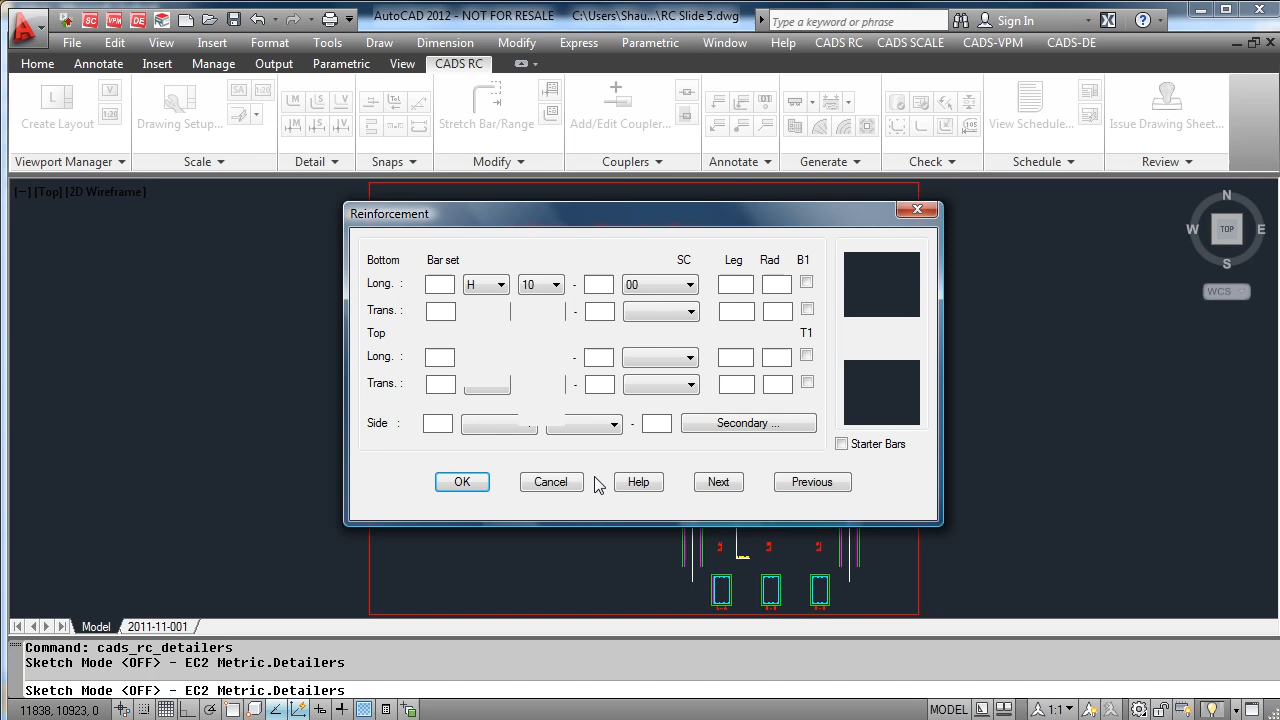 AutoCAD 2012 - NOT FOR RESALE C:\Users\Shau...\RC Slide 5.dwg Type a keyword or phrase Sign In
SC VPM DE
File Edit View Insert Format Tools Draw Dimension Modify Express Parametric Window Help CADS RC CADS SCALE CADS-VPM CADS-DE
Home Annotate Insert Manage Output Parametric View CADS RC
Create Layout Drawing Setup... Stretch Bar/Range Add/Edit Coupler... View Schedule... Issue Drawing Sheet...
Viewport Manager Scale Detail Snaps Modify Couplers Annotate Generate Check Schedule Review
[-] [Top] [2D Wireframe]
N
W TOP E
S
WCS
Reinforcement
Bottom Bar set SC Leg Rad B1
Long. : H 10 - 00
Trans. : -
Top T1
Long. : -
Trans. : -
Side : - Secondary ...
Starter Bars
OK Cancel Help Next Previous
Model 2011-11-001
Command: cads_rc_detailers
Sketch Mode <OFF> - EC2 Metric.Detailers
Sketch Mode <OFF> - EC2 Metric.Detailers
11838, 10923, 0 MODEL 1:1